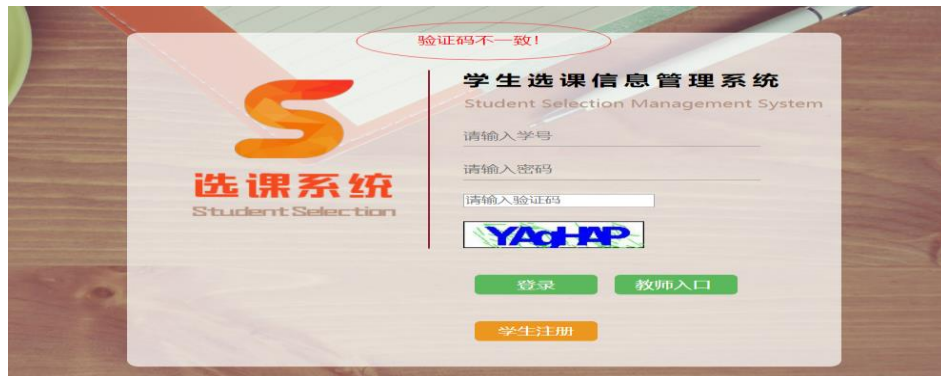 验证码不一致!
学生选课信息管理系统
Student Selection Management System
请输入学号
请输入密码
请输入验证码
YAgHAP
选课系统
Student Selection
登录 教师入口
学生注册